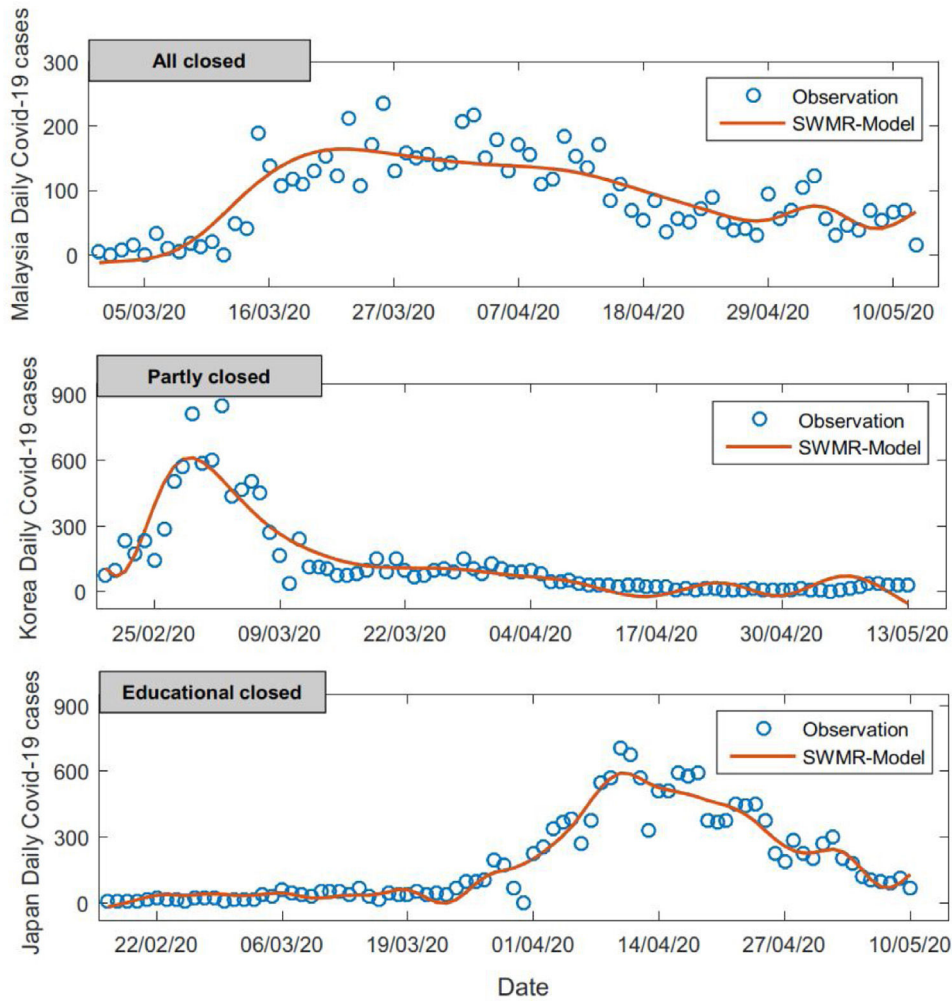 All closed
Malaysia Daily Covid-19 cases
300
200
100
0
Observation
SWMR-Model
05/03/20 16/03/20 27/03/20 07/04/20 18/04/20 29/04/20 10/05/20
Partly closed
Korea Daily Covid-19 cases
900
600
300
0
Observation
SWMR-Model
25/02/20 09/03/20 22/03/20 04/04/20 17/04/20 30/04/20 13/05/20
Educational closed
Japan Daily Covid-19 cases
900
600
300
0
Observation
SWMR-Model
22/02/20 06/03/20 19/03/20 01/04/20 14/04/20 27/04/20 10/05/20
Date